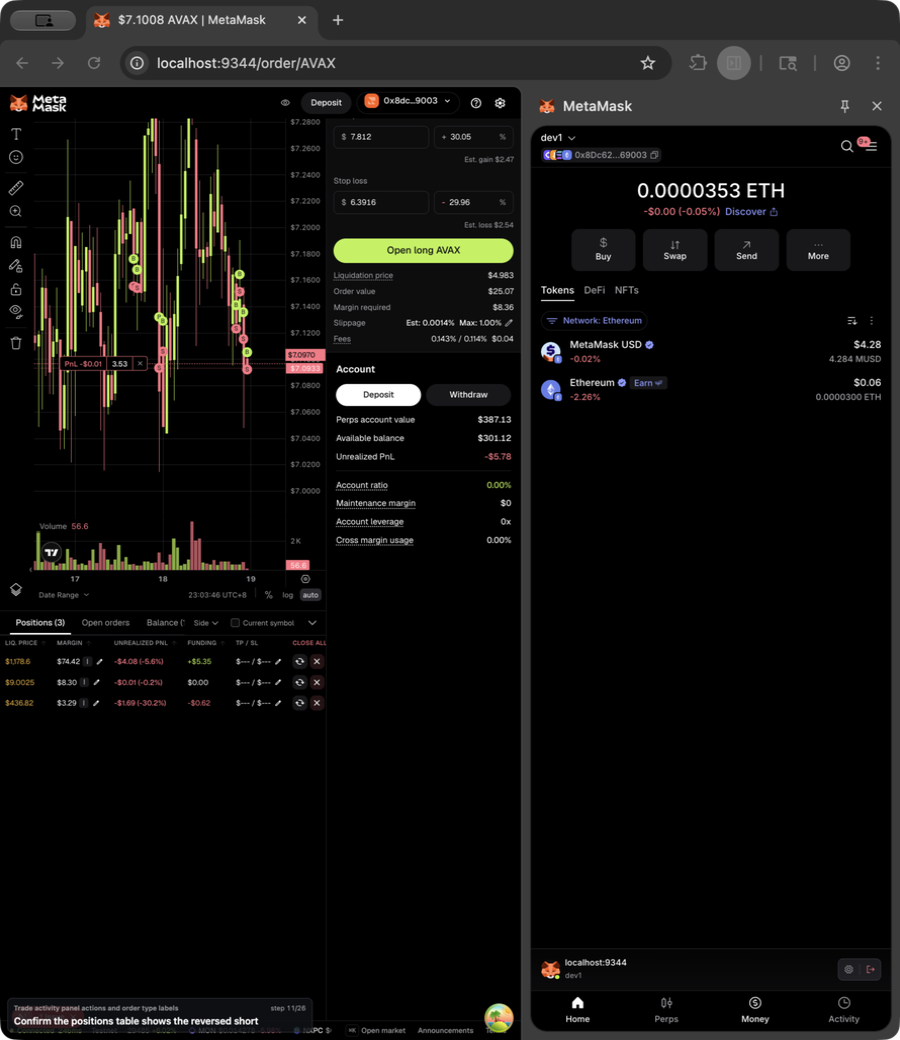 $7.1008 AVAX | MetaMask
localhost:9344/order/AVAX
Meta
Mask
Deposit
0x8dc...9003
$7.2800
$7.2600
$7.2400
$7.2200
$7.2000
$7.1800
$7.1600
$7.1400
$7.1200
$7.0970
$7.0933
$7.0800
$7.0600
$7.0400
$7.0200
$7.0000
PnL -$0.01 3.53
Volume 56.6
2K
56.6
17 18 19
Date Range
23:03:46 UTC+8
% log auto
$ 7.812
+ 30.05 %
Est. gain $2.47
Stop loss
$ 6.3916
- 29.96 %
Est. loss $2.54
Open long AVAX
Liquidation price $4.983
Order value $25.07
Margin required $8.36
Slippage Est: 0.0014% Max: 1.00%
Fees 0.143% / 0.114% $0.04
Account
Deposit
Withdraw
Perps account value $387.13
Available balance $301.12
Unrealized PnL -$5.78
Account ratio 0.00%
Maintenance margin $0
Account leverage 0x
Cross margin usage 0.00%
Positions (3) Open orders Balance ( Side Current symbol
LIQ. PRICE MARGIN UNREALIZED PNL FUNDING TP / SL CLOSE ALL
$1,178.6 $74.42 I -$4.08 (-5.6%) +$5.35 $--- / $---
$9.0025 $8.30 I -$0.01 (-0.2%) $0.00 $--- / $---
$436.82 $3.29 I -$1.69 (-30.2%) -$0.62 $--- / $---
Trade activity panel actions and order type labels step 11/26
Confirm the positions table shows the reversed short
Open market Announcements
MetaMask
dev1
0x8Dc62...69003
9+
0.0000353 ETH
-$0.00 (-0.05%) Discover
Buy
Swap
Send
More
Tokens DeFi NFTs
Network: Ethereum
MetaMask USD $4.28
-0.02% 4.284 MUSD
Ethereum Earn $0.06
-2.26% 0.0000300 ETH
localhost:9344
dev1
Home Perps Money Activity